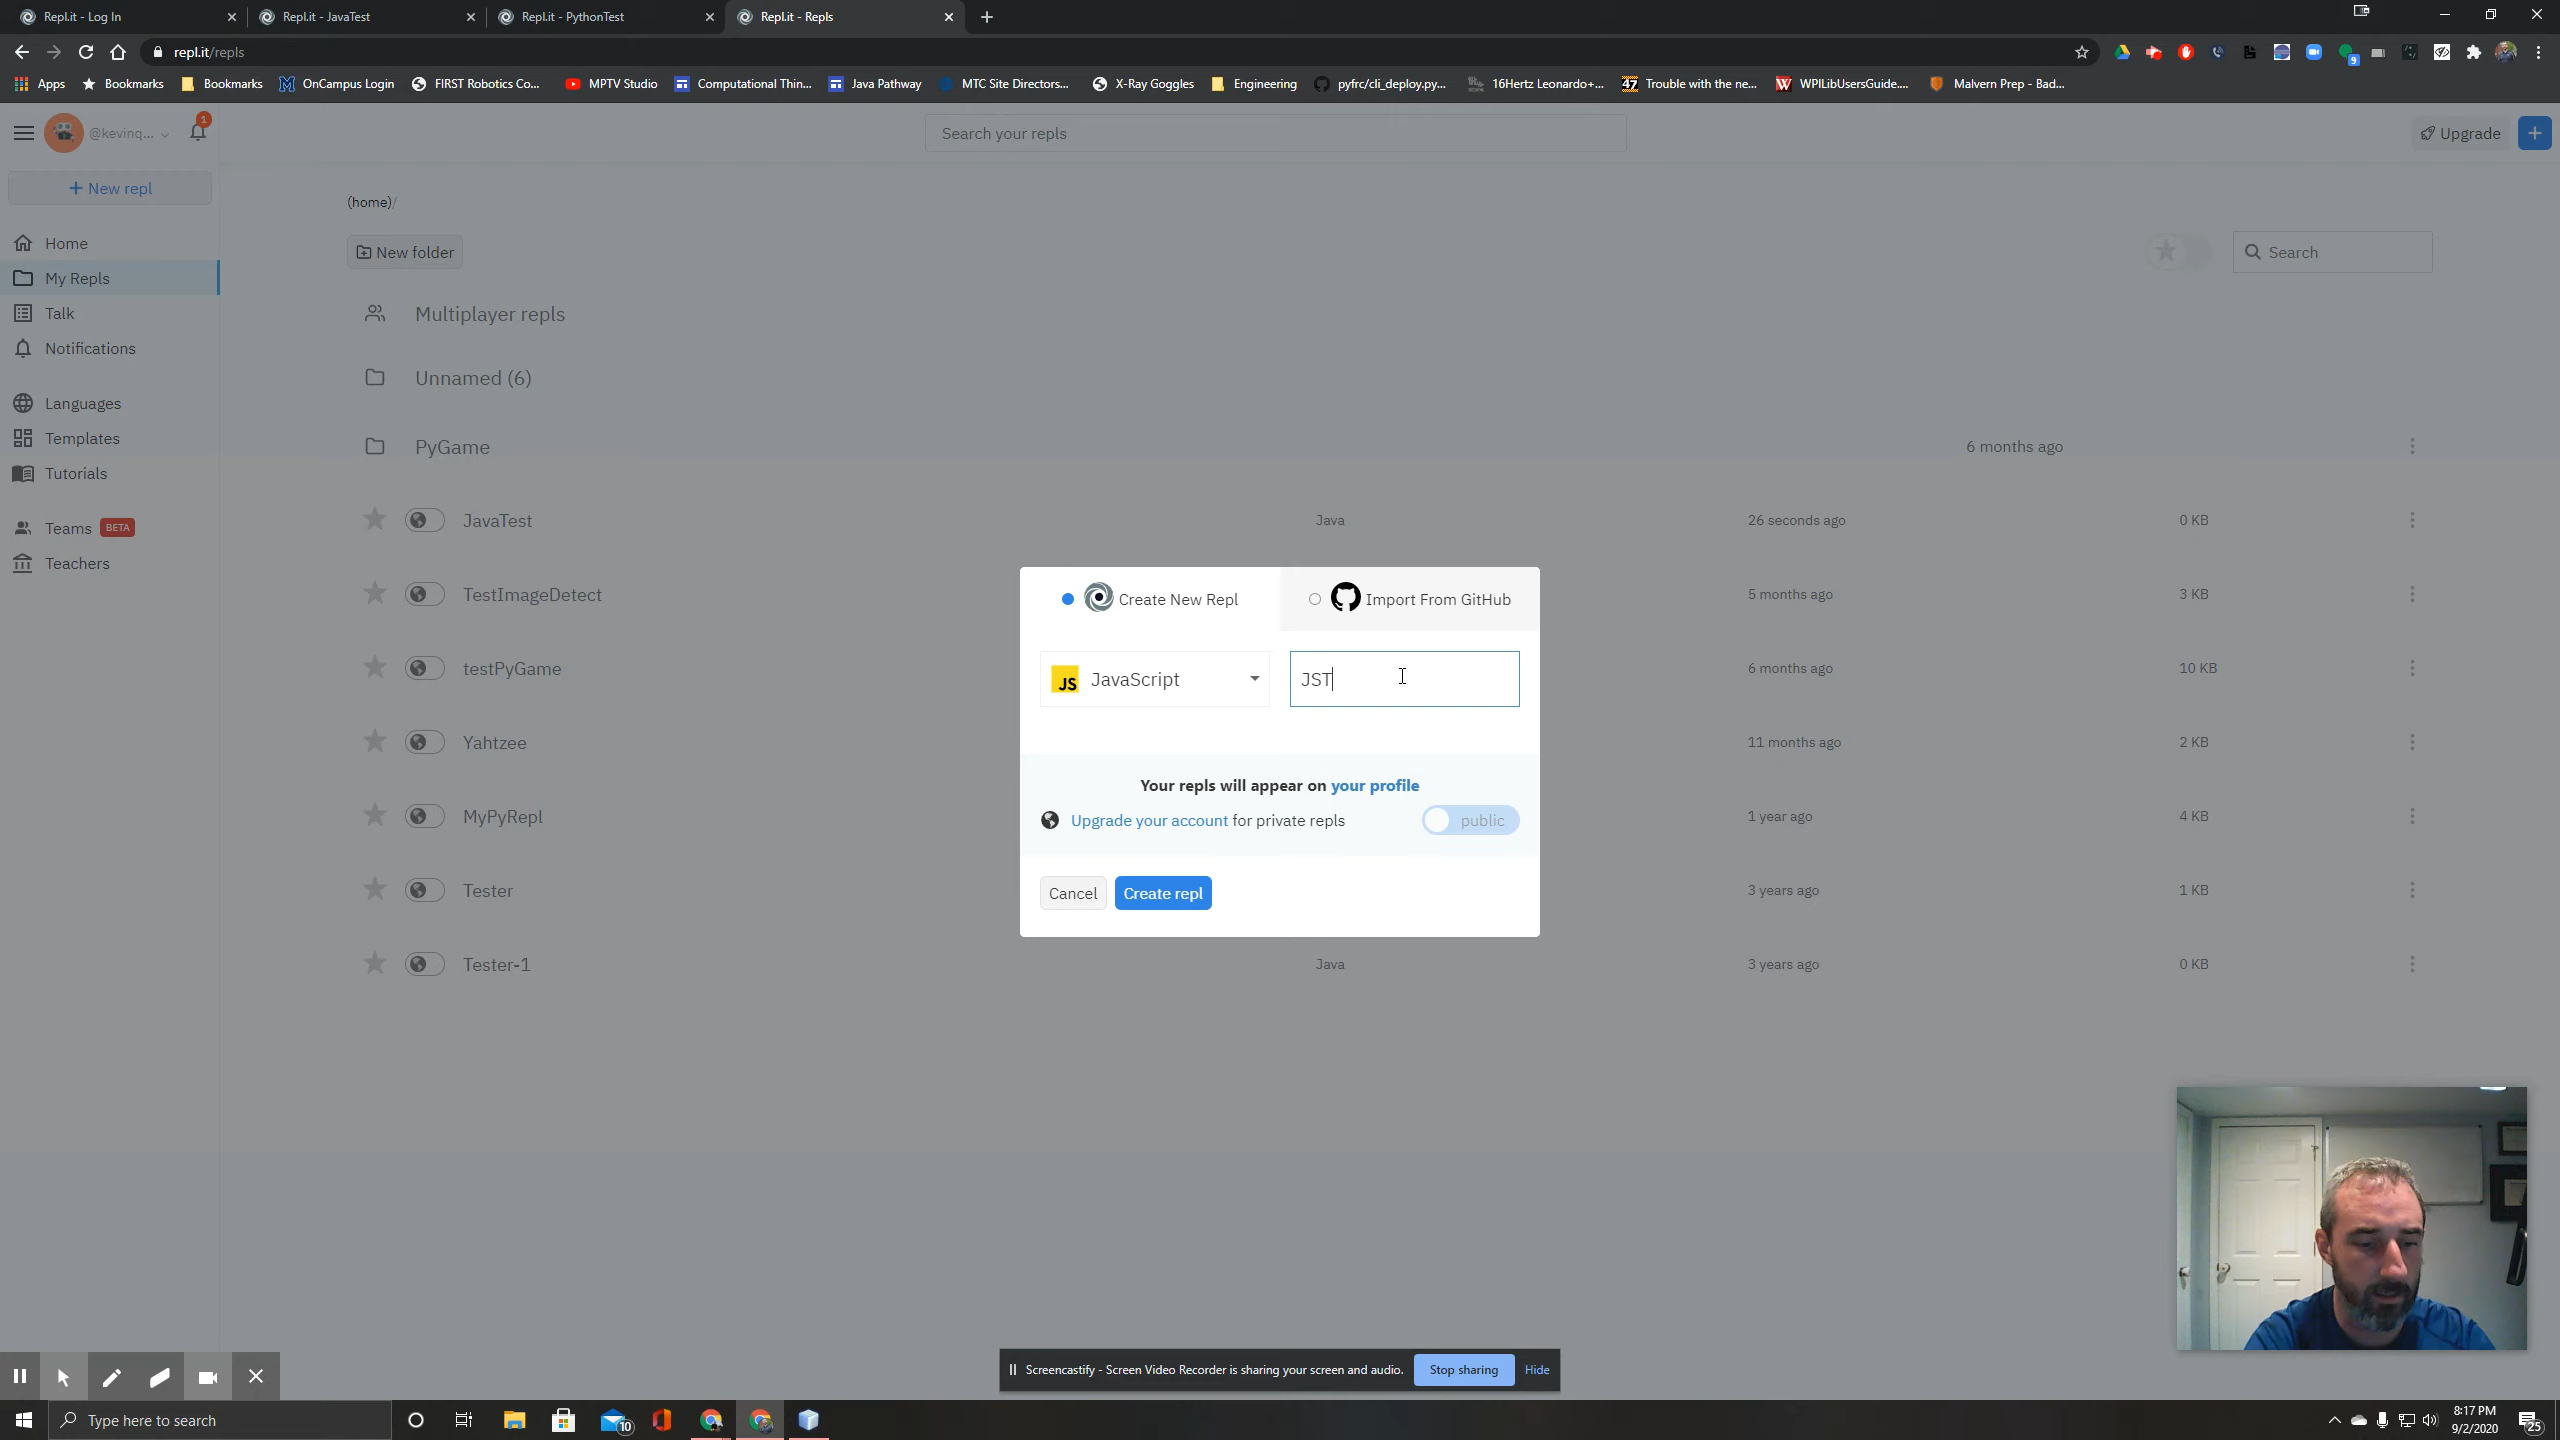 Repl.it - Log In
Repl.it - JavaTest
Repl.it - PythonTest
Repl.it - Repls
repl.it/repls
9
Apps
Bookmarks
Bookmarks
OnCampus Login
FIRST Robotics Co...
MPTV Studio
Computational Thin...
Java Pathway
MTC Site Directors...
X-Ray Goggles
Engineering
pyfrc/cli_deploy.py...
16Hertz Leonardo+...
47 Trouble with the ne...
W WPILibUsersGuide....
Malvern Prep - Bad...
@kevinq...
1
Search your repls
Upgrade
+
+ New repl
(home)/
Home
New folder
Search
My Repls
Talk
Multiplayer repls
Notifications
Unnamed (6)
Languages
Templates
PyGame
6 months ago
Tutorials
Teams BETA
JavaTest
Java
26 seconds ago
0 KB
Teachers
Create New Repl
Import From GitHub
TestImageDetect
5 months ago
3 KB
JS JavaScript
JST
testPyGame
6 months ago
10 KB
Yahtzee
11 months ago
2 KB
Your repls will appear on your profile
Upgrade your account for private repls
public
MyPyRepl
1 year ago
4 KB
Cancel
Create repl
Tester
3 years ago
1 KB
Tester-1
Java
3 years ago
0 KB
Screencastify - Screen Video Recorder is sharing your screen and audio.
Stop sharing
Hide
Type here to search
10
8:17 PM
9/2/2020
25